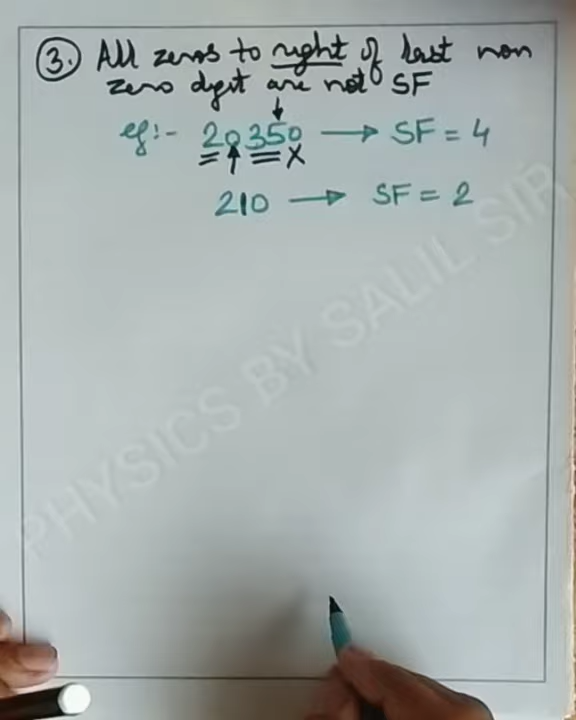 3. All zeros to right of last non
zero digit are not SF
eg:- 20350 → SF = 4
210 → SF = 2
PHYSICS BY SALIL SIR